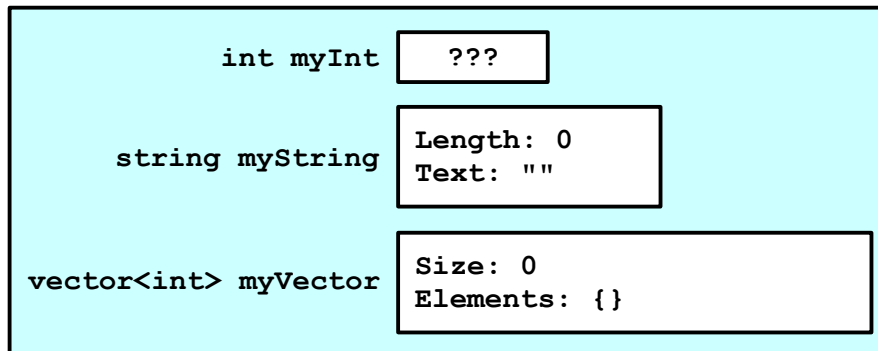 int myInt ???
string myString
Length: 0
Text: ""
vector<int> myVector
Size: 0
Elements: {}